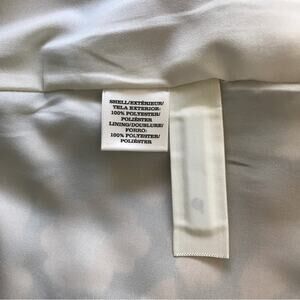 SHELL/EXTÉRIEUR/
TELA EXTERIOR:
100% POLYESTER/
POLIÉSTER
LINING/DOUBLURE/
FORRO:
100% POLYESTER/
POLIÉSTER